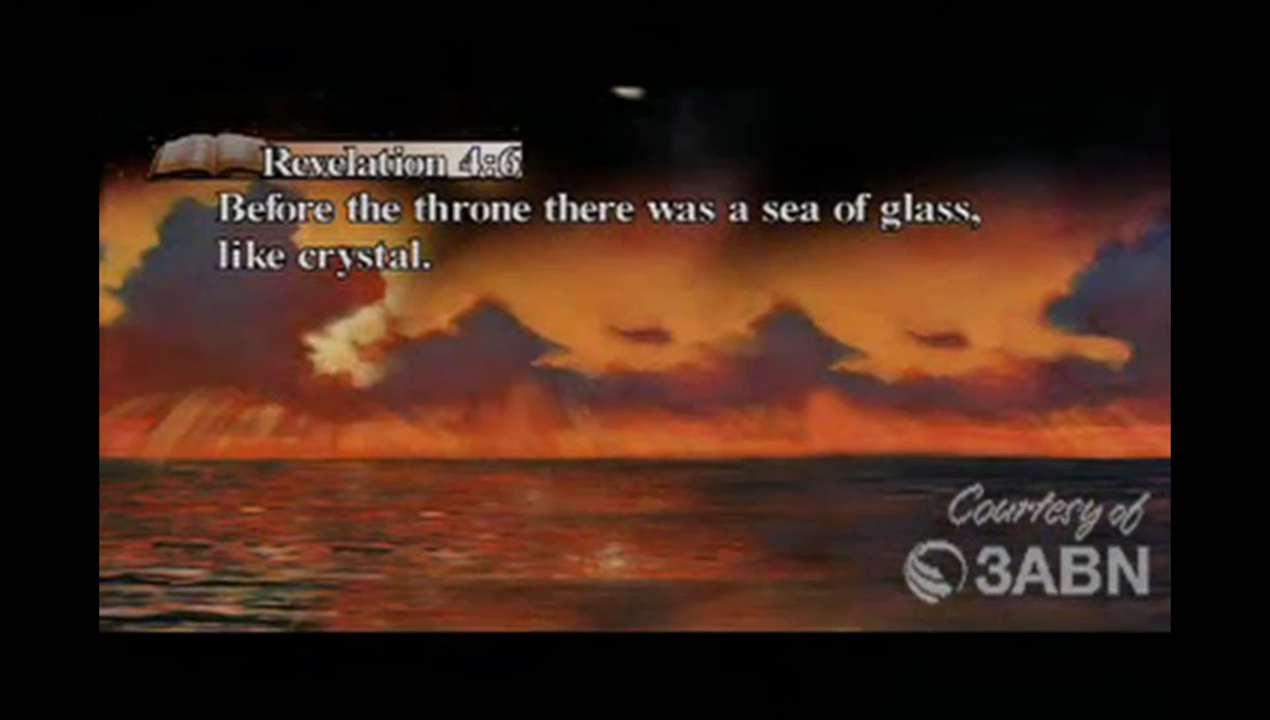 Revelation 4:6
Before the throne there was a sea of glass,
like crystal.
Courtesy of
3ABN